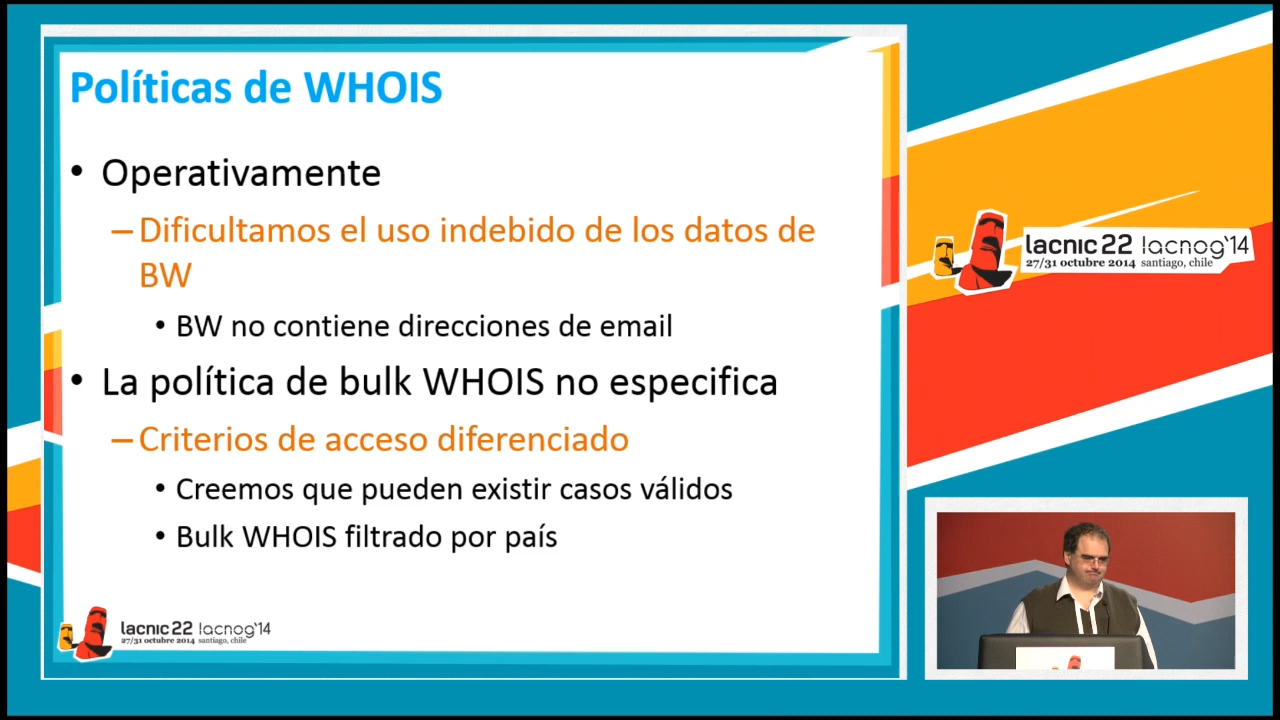 Políticas de WHOIS
• Operativamente
– Dificultamos el uso indebido de los datos de
BW
• BW no contiene direcciones de email
• La política de bulk WHOIS no especifica
– Criterios de acceso diferenciado
• Creemos que pueden existir casos válidos
• Bulk WHOIS filtrado por país
lacnic 22 lacnog'14
27/31 octubre 2014 santiago, chile
lacnic 22 lacnog'14
27/31 octubre 2014 santiago, chile